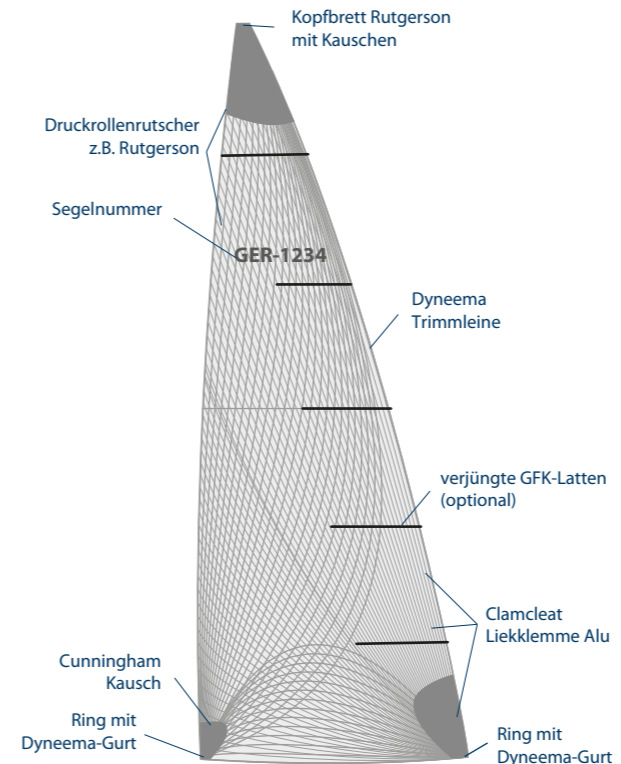 Kopfbrett Rutgerson
mit Kauschen
Druckrollenrutscher
z.B. Rutgerson
Segelnummer
GER-1234
Dyneema
Trimmleine
verjüngte GFK-Latten
(optional)
Clamcleat
Liekklemme Alu
Cunningham
Kausch
Ring mit
Dyneema-Gurt
Ring mit
Dyneema-Gurt